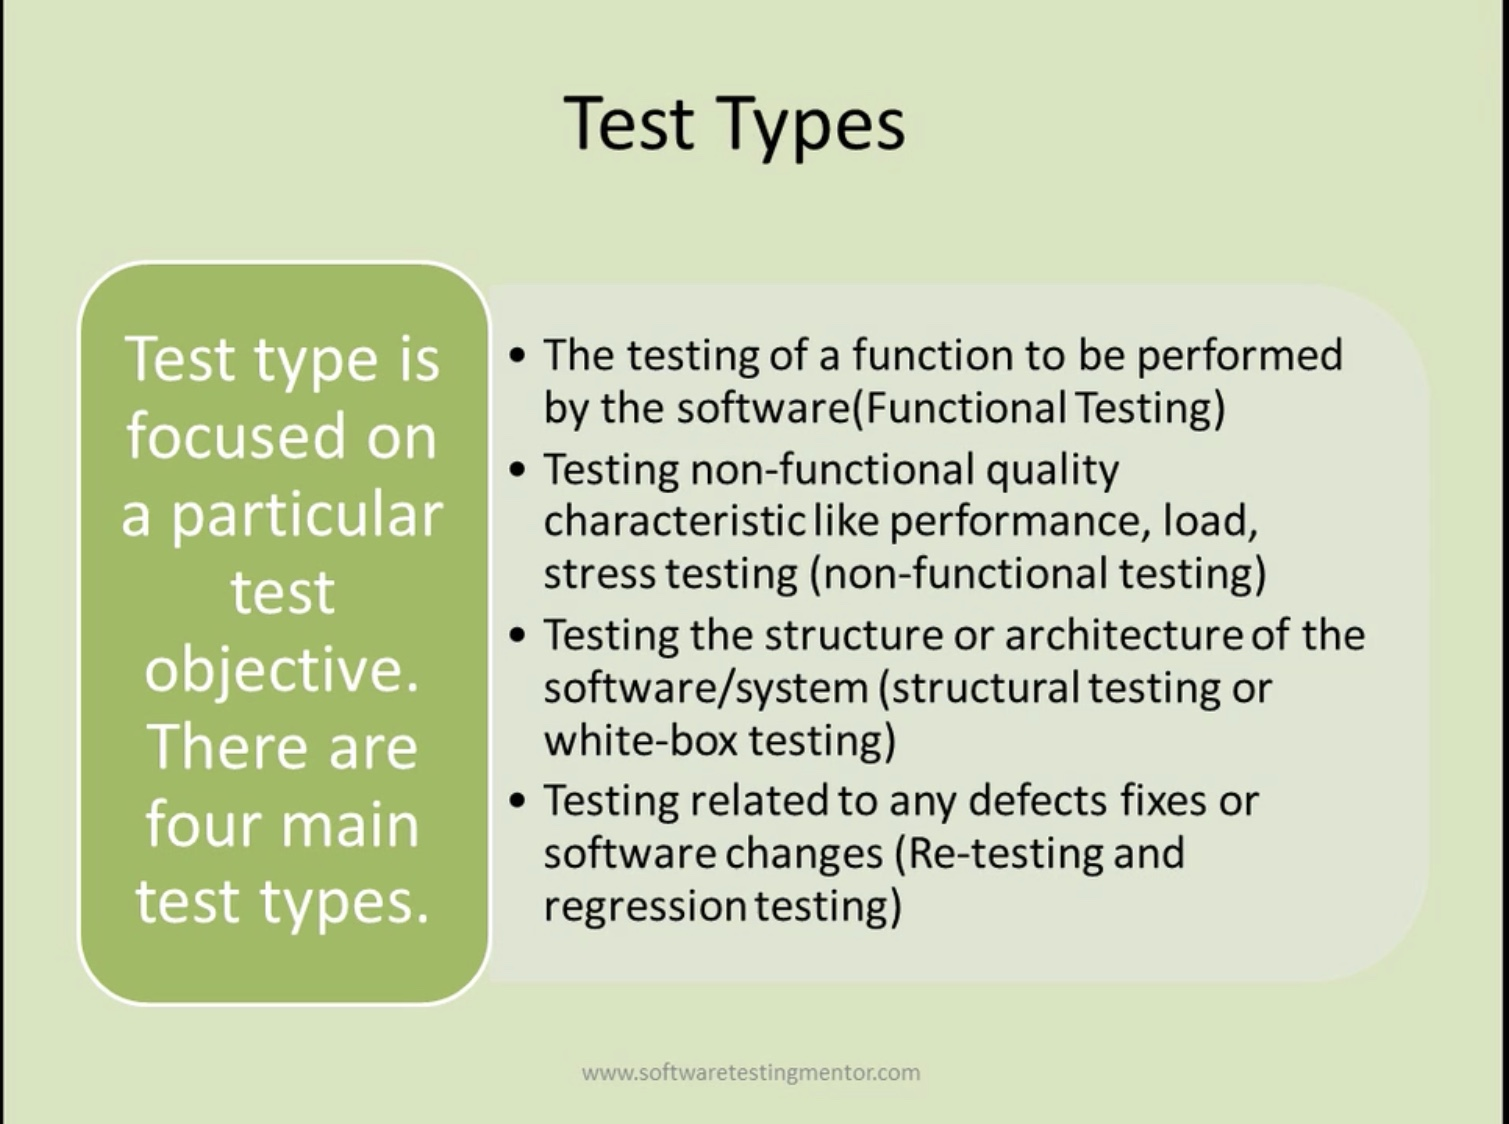 Test Types
Test type is
focused on
a particular
test
objective.
There are
four main
test types.
• The testing of a function to be performed
by the software(Functional Testing)
• Testing non-functional quality
characteristic like performance, load,
stress testing (non-functional testing)
• Testing the structure or architecture of the
software/system (structural testing or
white-box testing)
• Testing related to any defects fixes or
software changes (Re-testing and
regression testing)
www.softwaretestingmentor.com